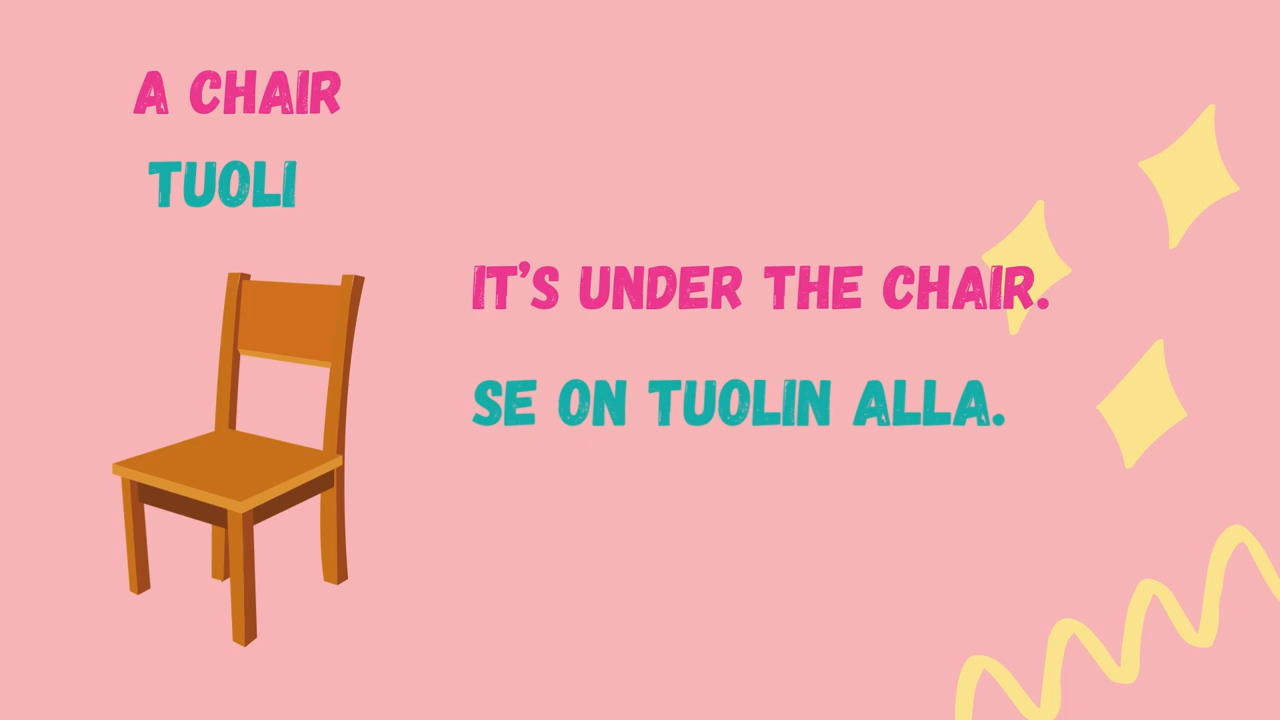 A CHAIR
TUOLI
IT'S UNDER THE CHAIR.
SE ON TUOLIN ALLA.